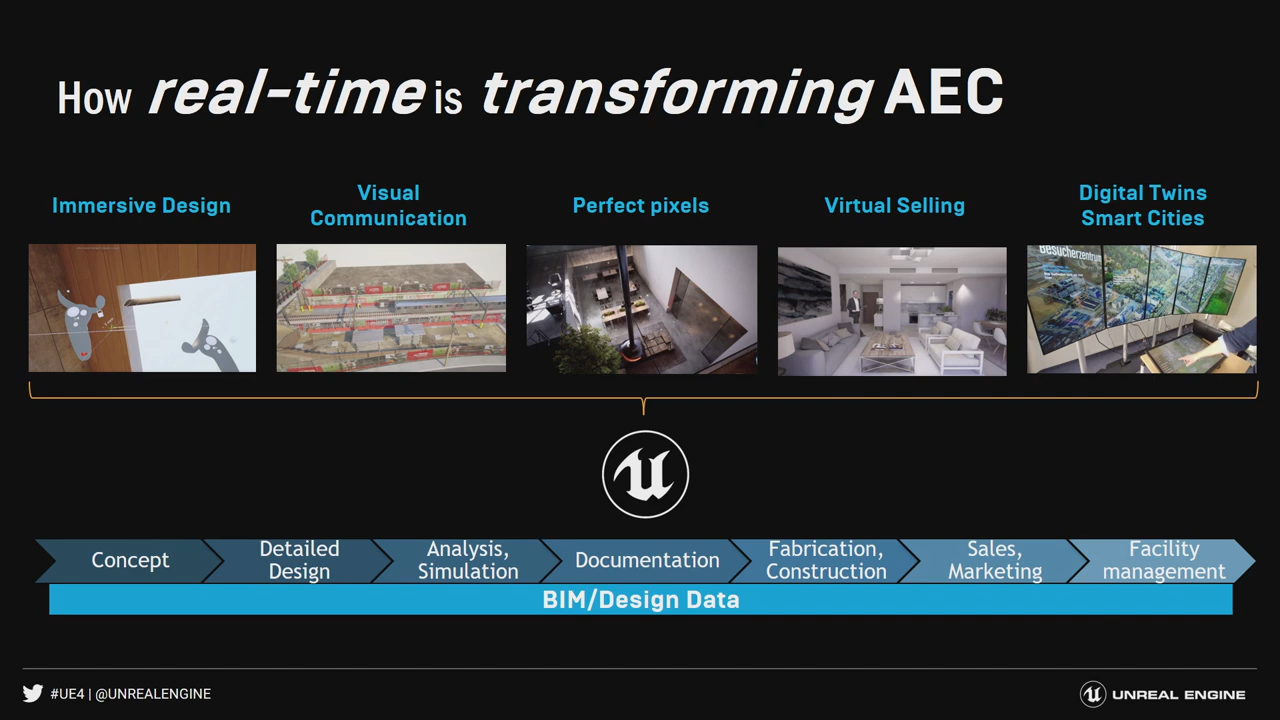 How real-time is transforming AEC
Immersive Design
Visual
Communication
Perfect pixels
Virtual Selling
Digital Twins
Smart Cities
Besucherzentrum
Concept
Detailed
Design
Analysis,
Simulation
Documentation
Fabrication,
Construction
Sales,
Marketing
Facility
management
BIM/Design Data
#UE4 | @UNREALENGINE
UNREAL ENGINE